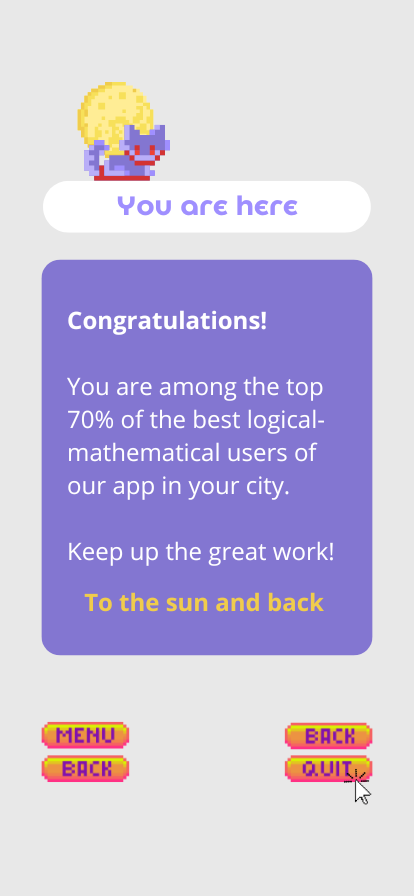 You are here
Congratulations!
You are among the top
70% of the best logical-
mathematical users of
our app in your city.
Keep up the great work!
To the sun and back
MENU
BACK
BACK
QUIT